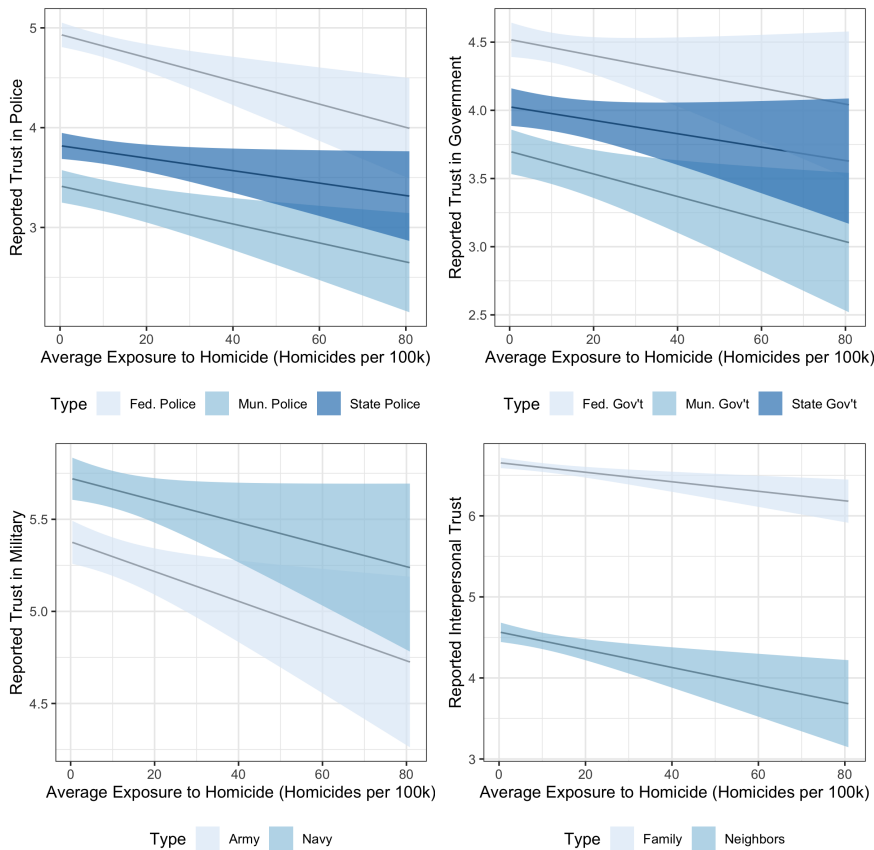 Reported Trust in Police
5
4
3
0 20 40 60 80
Average Exposure to Homicide (Homicides per 100k)
Type Fed. Police Mun. Police State Police
Reported Trust in Government
4.5
4.0
3.5
3.0
2.5
0 20 40 60 80
Average Exposure to Homicide (Homicides per 100k)
Type Fed. Gov't Mun. Gov't State Gov't
Reported Trust in Military
5.5
5.0
4.5
0 20 40 60 80
Average Exposure to Homicide (Homicides per 100k)
Type Army Navy
Reported Interpersonal Trust
6
5
4
3
0 20 40 60 80
Average Exposure to Homicide (Homicides per 100k)
Type Family Neighbors